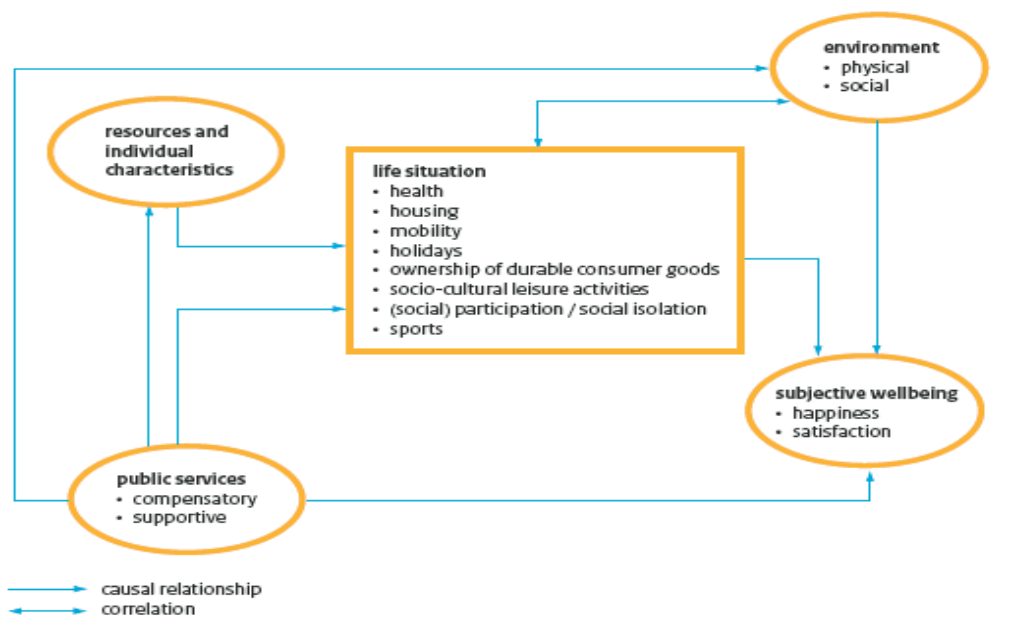 environment
• physical
• social
resources and
individual
characteristics
life situation
• health
• housing
• mobility
• holidays
• ownership of durable consumer goods
• socio-cultural leisure activities
• (social) participation / social isolation
• sports
subjective wellbeing
• happiness
• satisfaction
public services
• compensatory
• supportive
causal relationship
correlation